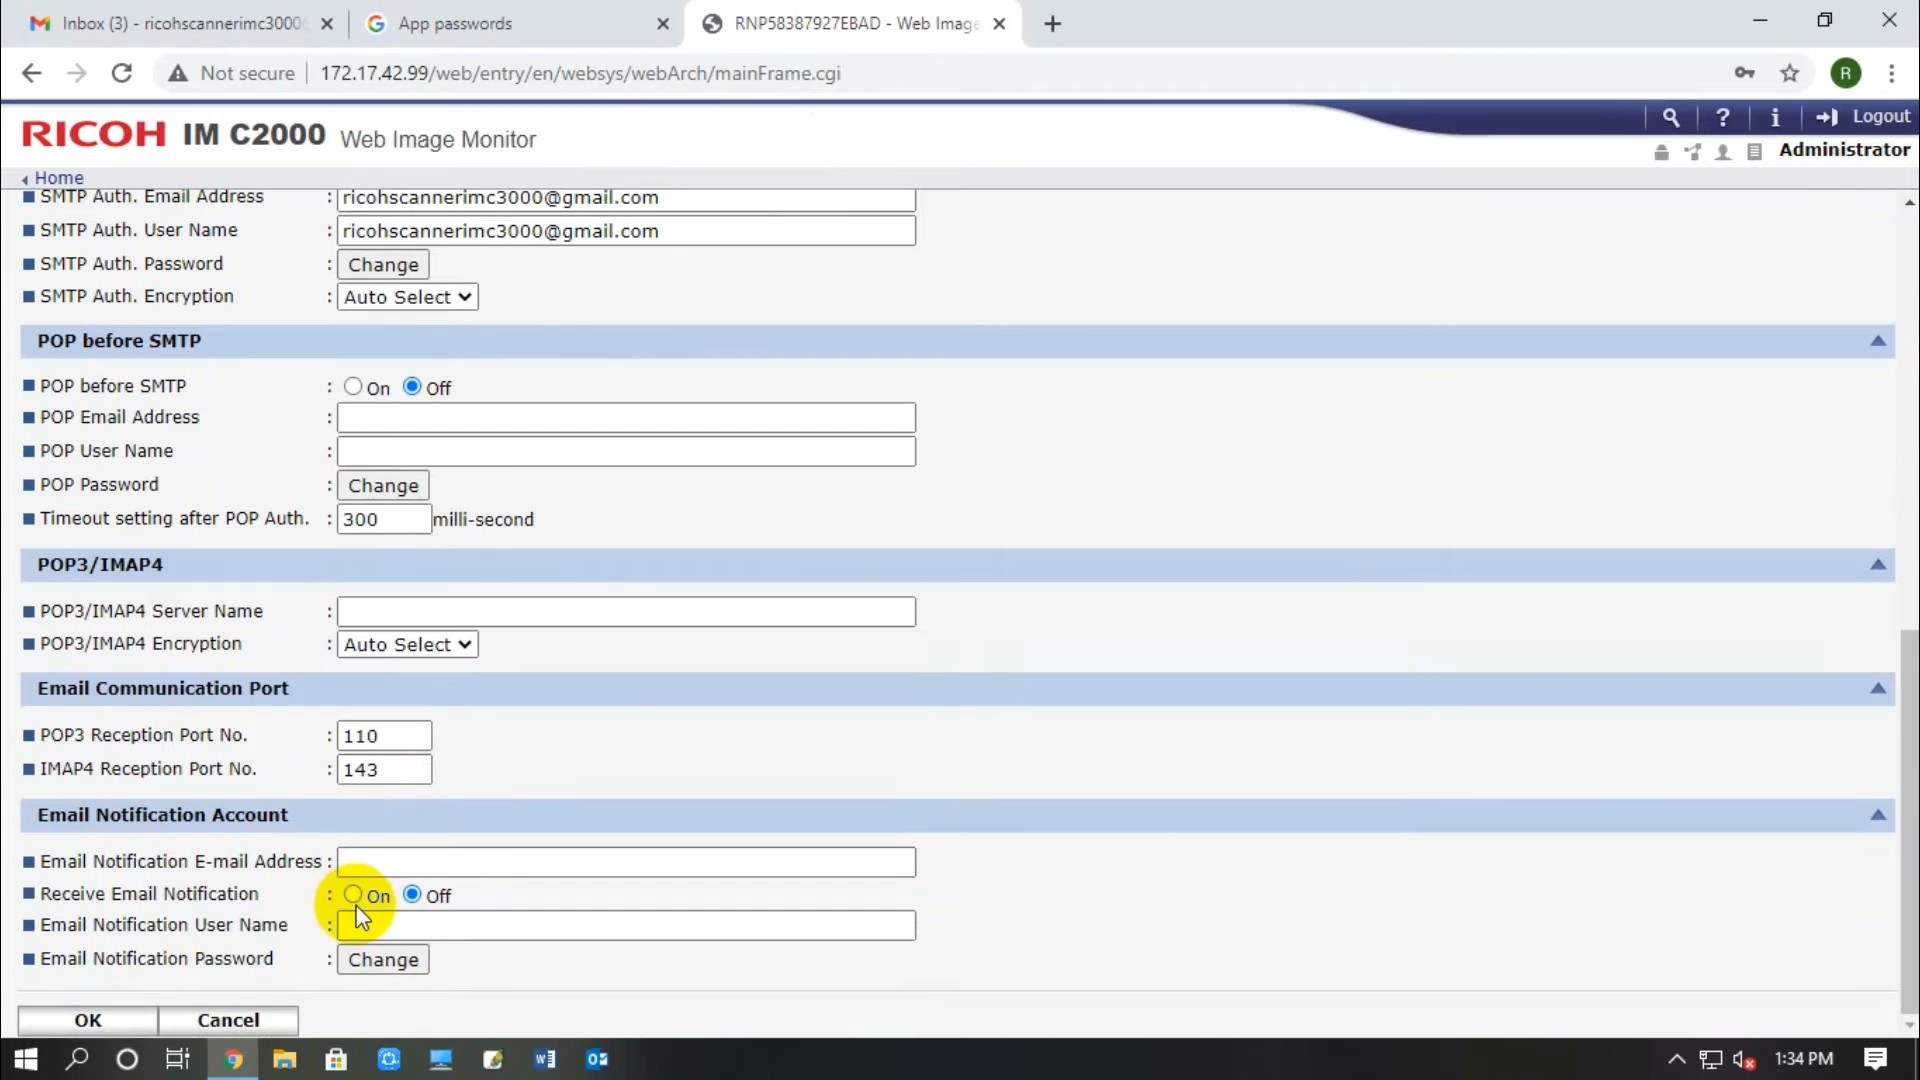 Inbox (3) - ricohscannerimc3000
App passwords
RNP58387927EBAD - Web Image
Not secure 172.17.42.99/web/entry/en/websys/webArch/mainFrame.cgi
R
RICOH IM C2000 Web Image Monitor
? i Logout
Administrator
Home
SMTP Auth. Email Address : ricohscannerimc3000@gmail.com
SMTP Auth. User Name : ricohscannerimc3000@gmail.com
SMTP Auth. Password : Change
SMTP Auth. Encryption : Auto Select
POP before SMTP
POP before SMTP : On Off
POP Email Address :
POP User Name :
POP Password : Change
Timeout setting after POP Auth. : 300 milli-second
POP3/IMAP4
POP3/IMAP4 Server Name :
POP3/IMAP4 Encryption : Auto Select
Email Communication Port
POP3 Reception Port No. : 110
IMAP4 Reception Port No. : 143
Email Notification Account
Email Notification E-mail Address :
Receive Email Notification : On Off
Email Notification User Name :
Email Notification Password : Change
OK Cancel
1:34 PM